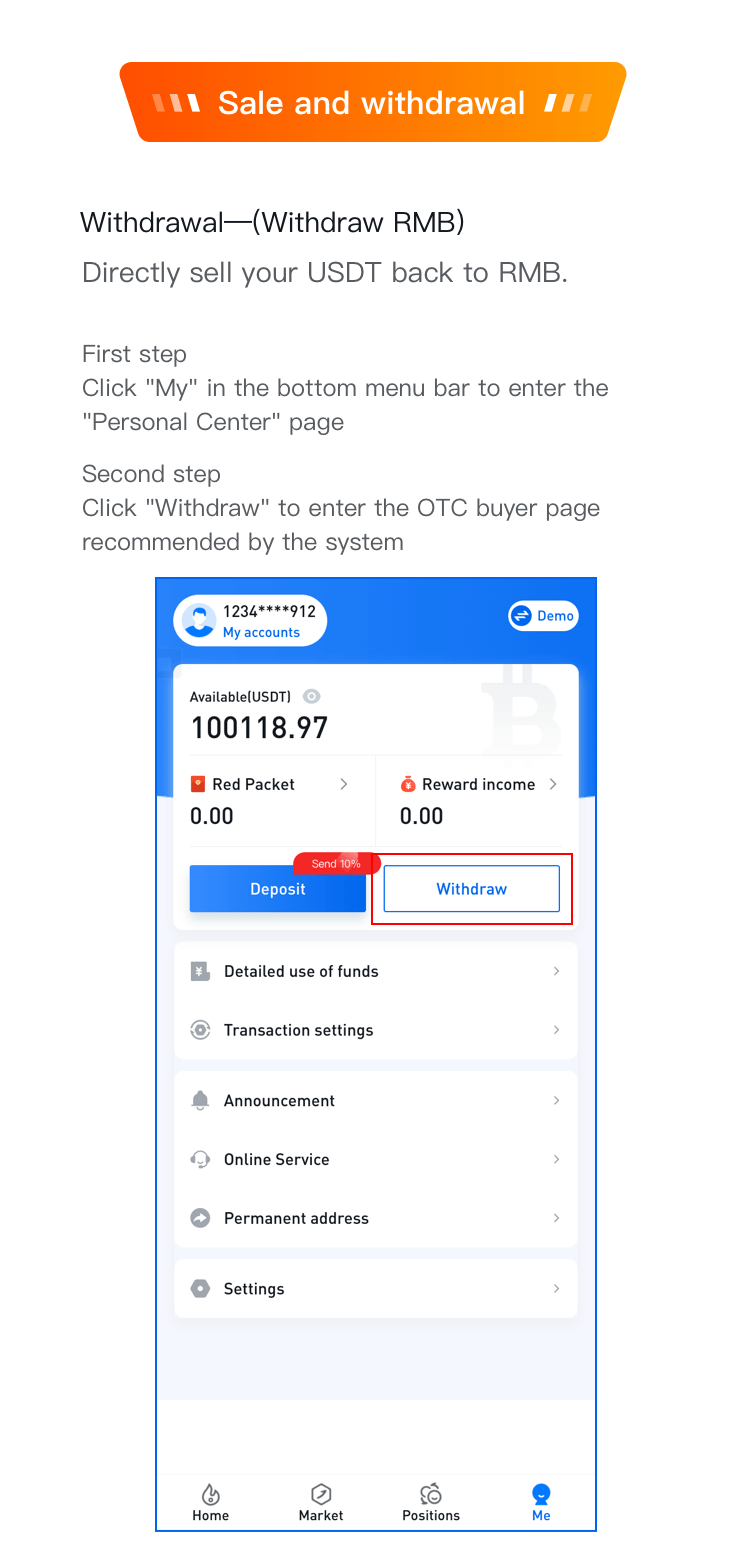 Sale and withdrawal
Withdrawal—(Withdraw RMB)
Directly sell your USDT back to RMB.
First step
Click "My" in the bottom menu bar to enter the
"Personal Center" page
Second step
Click "Withdraw" to enter the OTC buyer page
recommended by the system
1234****912
My accounts
Demo
Available(USDT)
100118.97
Red Packet
Reward income
0.00
0.00
Send 10%
Deposit
Withdraw
Detailed use of funds
Transaction settings
Announcement
Online Service
Permanent address
Settings
Home
Market
Positions
Me